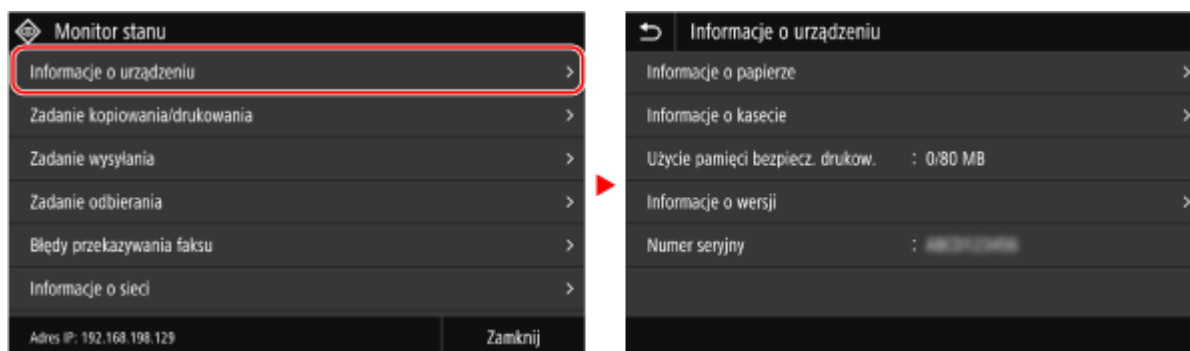 Monitor stanu
Informacje o urządzeniu
Zadanie kopiowania/drukowania
Zadanie wysyłania
Zadanie odbierania
Błędy przekazywania faksu
Informacje o sieci
Adres IP: 192.168.198.129
Zamknij
Informacje o urządzeniu
Informacje o papierze
Informacje o kasecie
Użycie pamięci bezpiecz. drukow. : 0/80 MB
Informacje o wersji
Numer seryjny :